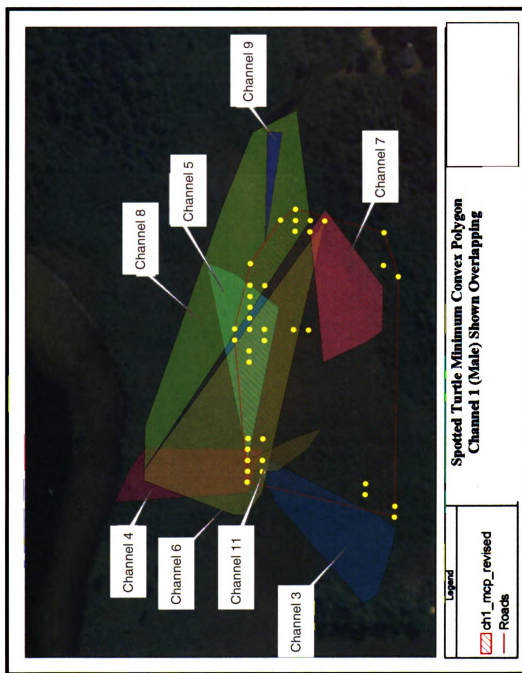 Channel 9
Channel 5
Channel 8
Channel 7
Channel 4
Channel 6
Channel 11
Channel 3
Spotted Turtle Minimum Convex Polygon
Channel 1 (Male) Shown Overlapping
Legend
ch1_mcp_revised
Roads